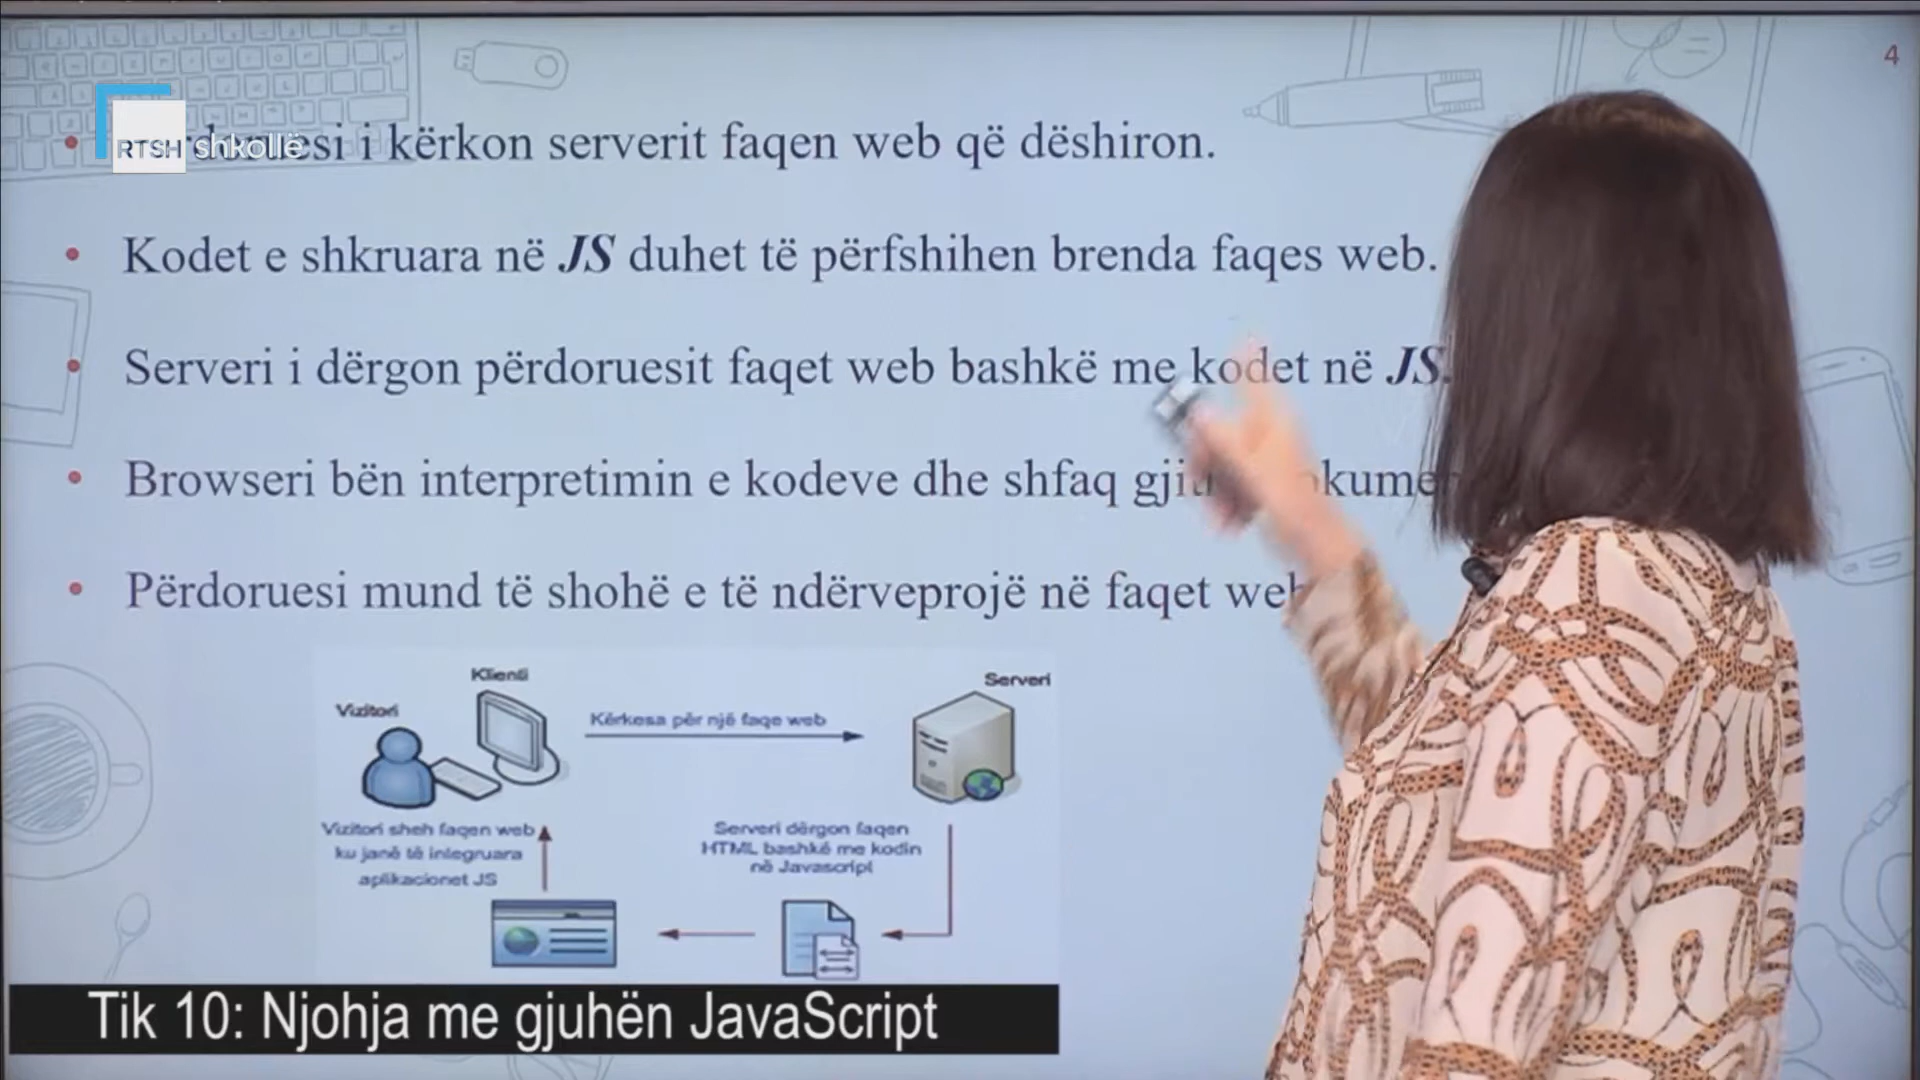 4
RTSH shkollë
i kërkon serverit faqen web që dëshiron.
Kodet e shkruara në JS duhet të përfshihen brenda faqes web.
Serveri i dërgon përdoruesit faqet web bashkë me kodet në JS.
Browseri bën interpretimin e kodeve dhe shfaq
Përdoruesi mund të shohë e të ndërveprojë në faqet web
Klienti
Serveri
Vizitori
Kërkesa për një faqe web
Vizitori sheh faqen web
ku janë të integruara
aplikacionet JS
Serveri dërgon faqen
HTML bashkë me kodin
në Javascript
Tik 10: Njohja me gjuhën JavaScript